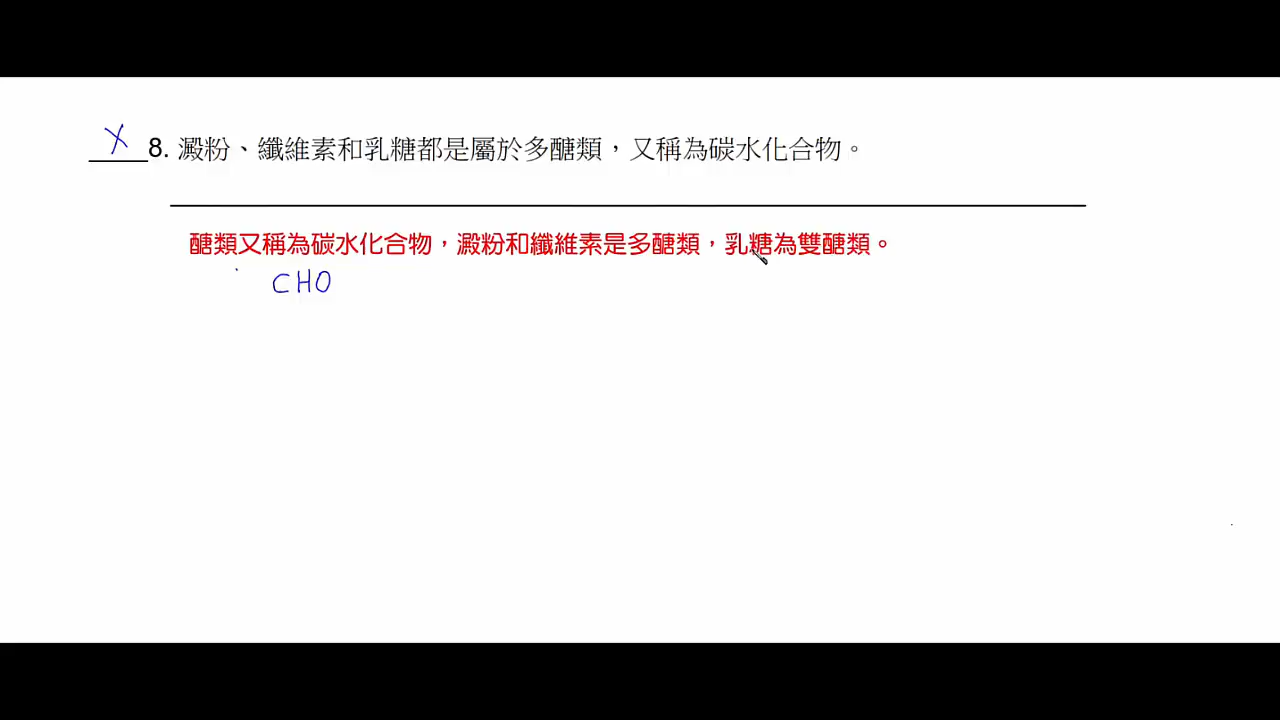 X 8. 澱粉、纖維素和乳糖都是屬於多醣類，又稱為碳水化合物。
醣類又稱為碳水化合物，澱粉和纖維素是多醣類，乳糖為雙醣類。
CHO